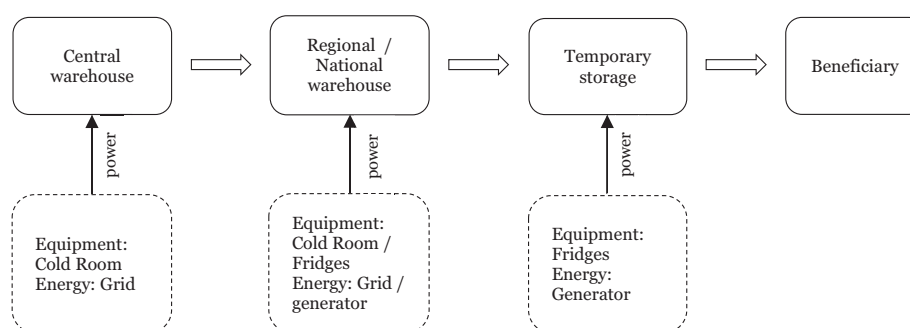 Central
warehouse
Regional /
National
warehouse
Temporary
storage
Beneficiary
power
power
power
Equipment:
Cold Room
Energy: Grid
Equipment:
Cold Room /
Fridges
Energy: Grid /
generator
Equipment:
Fridges
Energy:
Generator